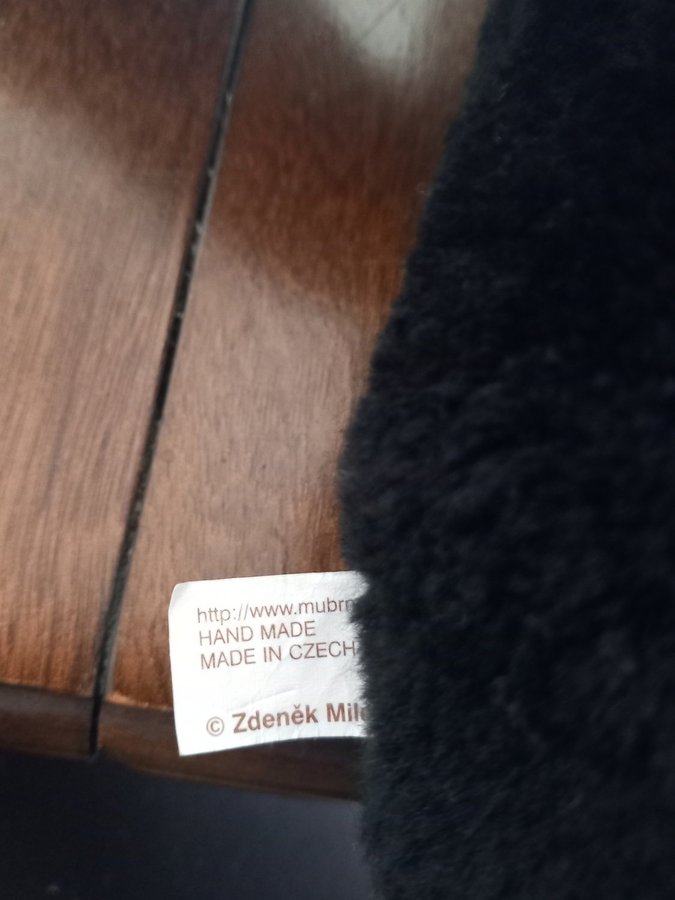 http://www.mubr
HAND MADE
MADE IN CZECH
© Zdeněk Mil